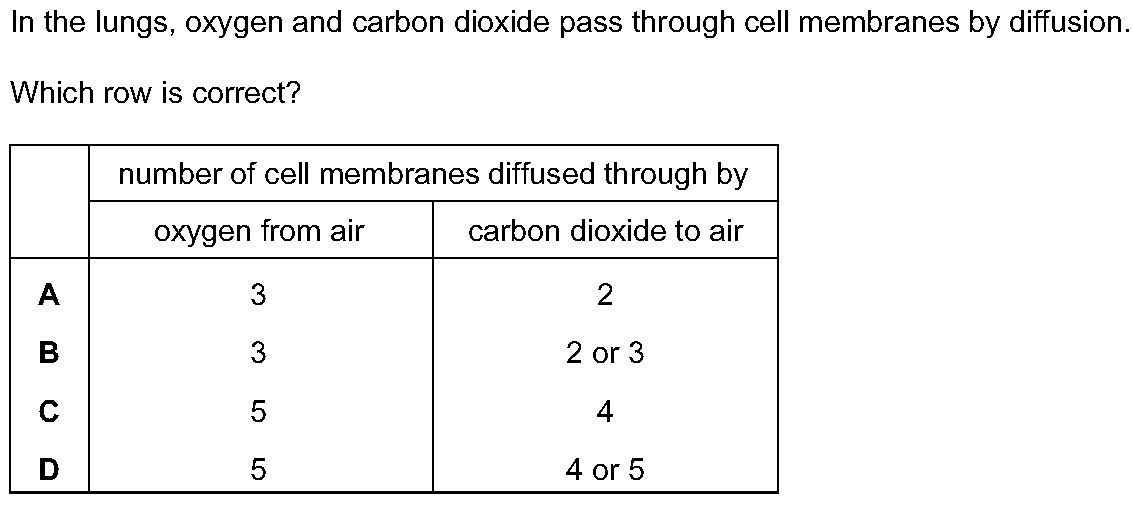 In the lungs, oxygen and carbon dioxide pass through cell membranes by diffusion.
Which row is correct?
number of cell membranes diffused through by
oxygen from air carbon dioxide to air
A 3 2
B 3 2 or 3
C 5 4
D 5 4 or 5